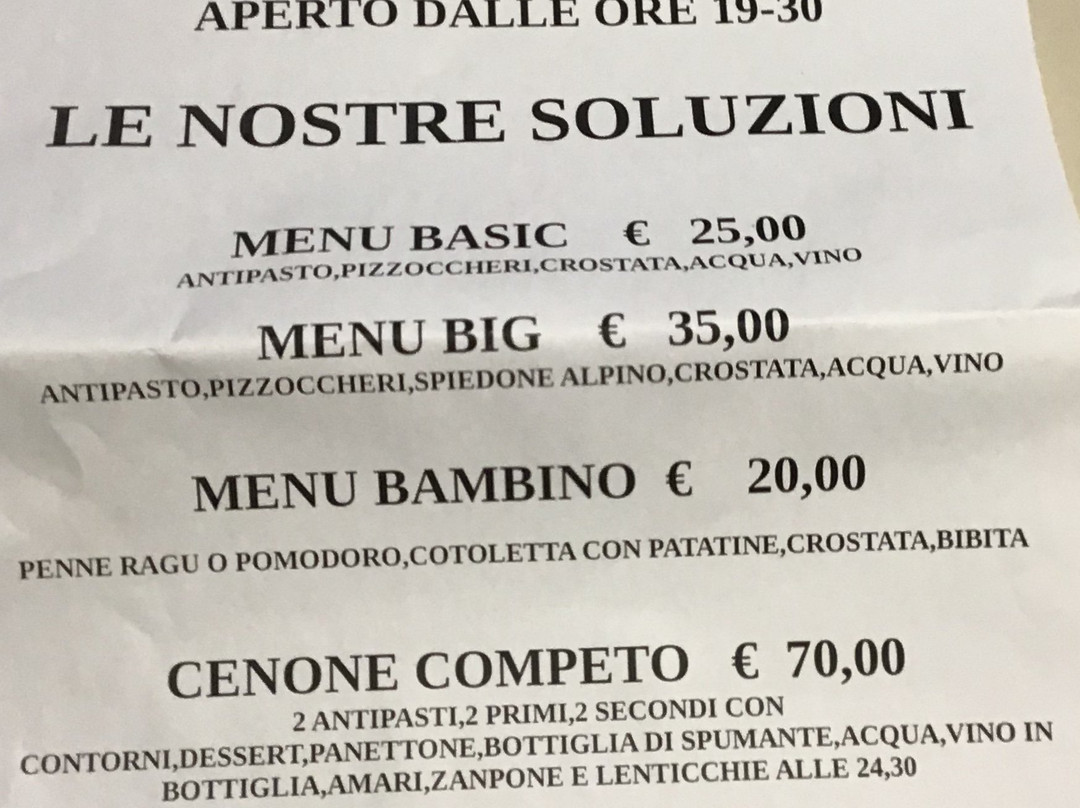 APERTO DALLE ORE 19-30
LE NOSTRE SOLUZIONI
MENU BASIC € 25,00
ANTIPASTO,PIZZOCCHERI,CROSTATA,ACQUA,VINO
MENU BIG € 35,00
ANTIPASTO,PIZZOCCHERI,SPIEDONE ALPINO,CROSTATA,ACQUA,VINO
MENU BAMBINO € 20,00
PENNE RAGU O POMODORO,COTOLETTA CON PATATINE,CROSTATA,BIBITA
CENONE COMPETO € 70,00
2 ANTIPASTI,2 PRIMI,2 SECONDI CON
CONTORNI,DESSERT,PANETTONE,BOTTIGLIA DI SPUMANTE,ACQUA,VINO IN
BOTTIGLIA,AMARI,ZANPONE E LENTICCHIE ALLE 24,30